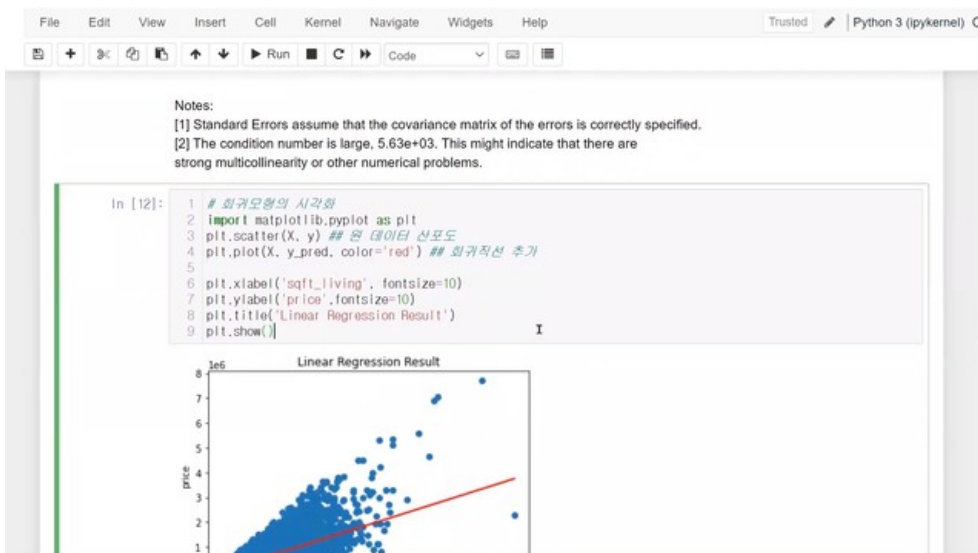 File Edit View Insert Cell Kernel Navigate Widgets Help Trusted Python 3 (ipykernel)
Run Code
Notes:
[1] Standard Errors assume that the covariance matrix of the errors is correctly specified.
[2] The condition number is large, 5.63e+03. This might indicate that there are
strong multicollinearity or other numerical problems.
In [12]:
1 # 회귀모형의 시각화
2 import matplotlib.pyplot as plt
3 plt.scatter(X, y) ## 원 데이터 산포도
4 plt.plot(X, y_pred, color='red') ## 회귀직선 추가
5
6 plt.xlabel('sqft_living', fontsize=10)
7 plt.ylabel('price',fontsize=10)
8 plt.title('Linear Regression Result')
9 plt.show()
Linear Regression Result
1e6
8
7
6
5
4
3
2
1
price